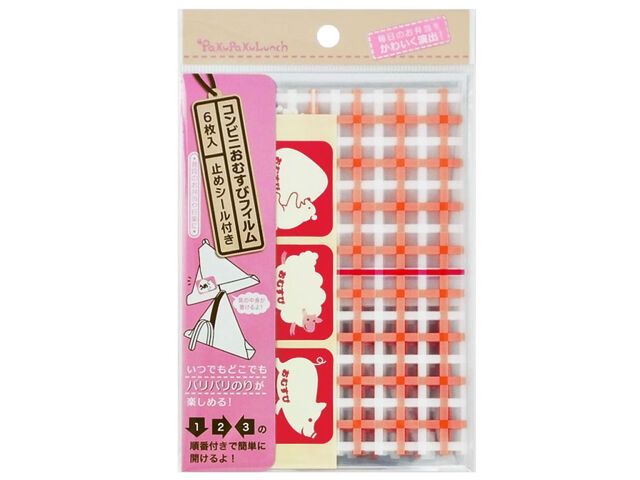 PaKuPaKuLunch
毎日のお弁当を
かわいく演出!
コンビニおむすびフィルム
6枚入
止めシール付き
いつでもどこでも
パリパリのりが
楽しめる!
1 2 3 の
順番付きで簡単に
開けるよ!
おむすび
おむすび
おむすび